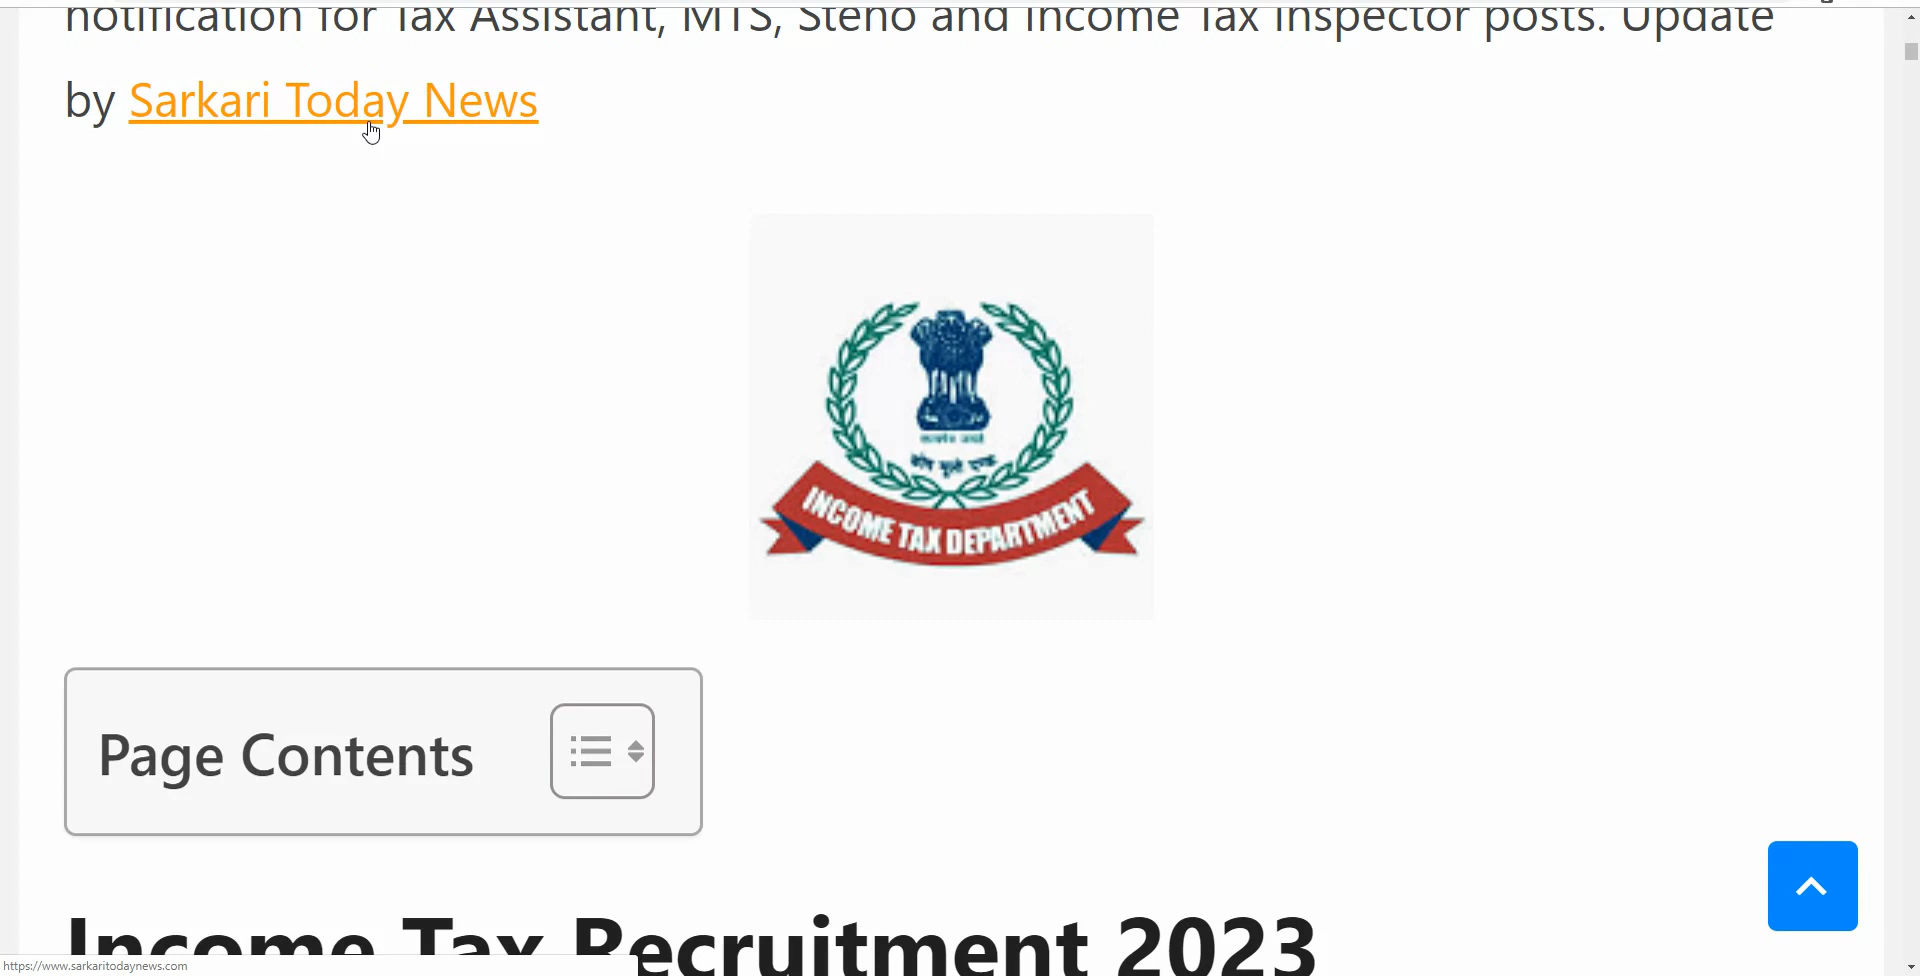 notification for Tax Assistant, MTS, Steno and Income Tax Inspector posts. Update
by Sarkari Today News
कोष मूलो दण्डः
INCOME TAX DEPARTMENT
Page Contents
Income Tax Recruitment 2023
https://www.sarkaritodaynews.com